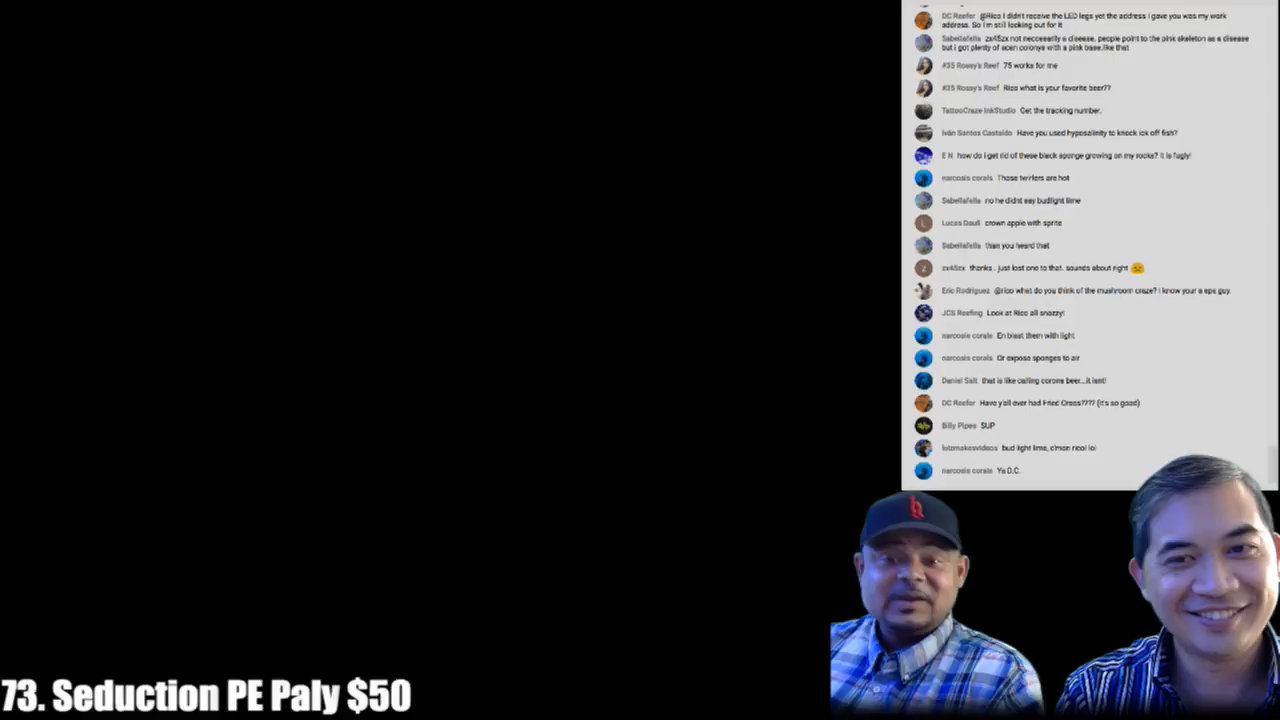 DC Reefer @Rico I didn't receive the LED legs yet the address I gave you was my work
address. So I'm still looking out for it
Sabellafella zx45zx not neccesarily a disease, people point to the pink skeleton as a disease
but i got plenty of acan colonys with a pink base.like that
#35 Rossy's Reef 75 works for me
#35 Rossy's Reef Rico what is your favorite beer??
TattooCraze InkStudio Get the tracking number.
Iván Santos Castaldo Have you used hyposalinity to knock ick off fish?
E N how do i get rid of these black sponge growing on my rocks? It is fugly!
narcosis corals Those twirlers are hot
Sabellafella no he didnt say budlight lime
Lucas Gaull crown apple with sprite
Sabellafella than you heard that
zx45zx thanks . just lost one to that. sounds about right
Eric Rodriguez @rico what do you think of the mushroom craze? I know your a sps guy.
JCS Reefing Look at Rico all snazzy!
narcosis corals En blast them with light
narcosis corals Or expose sponges to air
Daniel Salt that is like calling corona beer...it isnt!
DC Reefer Have y'all ever had Fried Oreos???? (it's so good)
Billy Pipes SUP
luizmakesvideos bud light lime, c'mon rico! lol
narcosis corals Ya D.C.
73. Seduction PE Paly $50